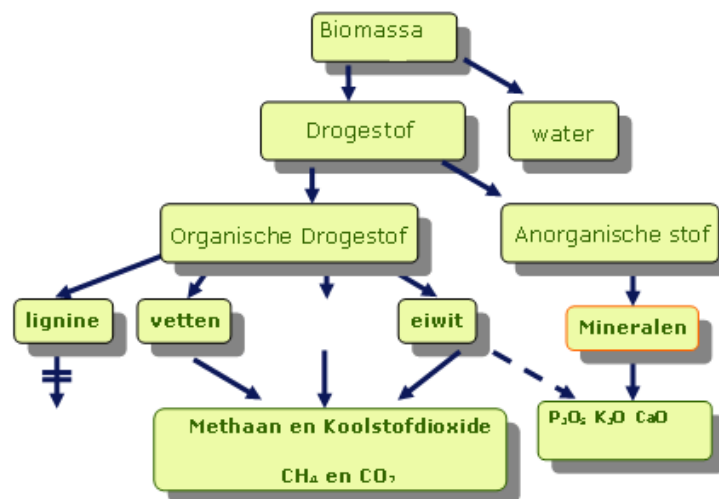 Biomassa
Drogestof
water
Organische Drogestof
Anorganische stof
lignine
vetten
eiwit
Mineralen
Methaan en Koolstofdioxide
CH₄ en CO₂
P₂O₅ K₂O CaO